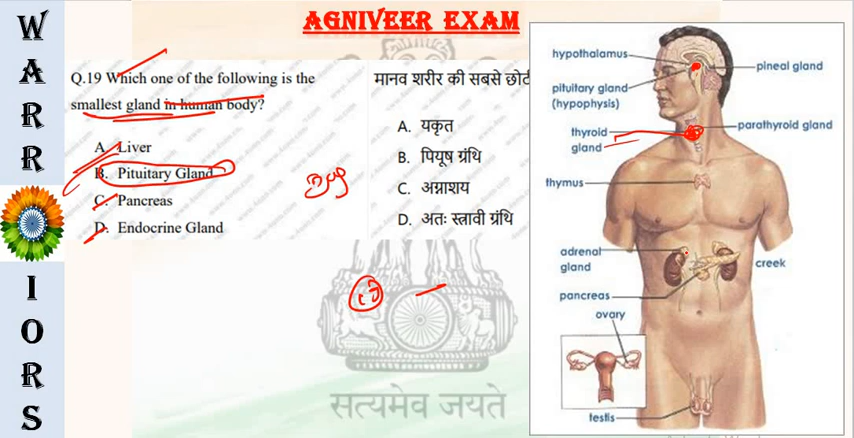 WARRIORS
AGNIVEER EXAM
Q.19 Which one of the following is the
smallest gland in human body?
A. Liver
B. Pituitary Gland
C. Pancreas
D. Endocrine Gland
मानव शरीर की सबसे छोटी
A. यकृत
B. पियूष ग्रंथि
C. अग्नाशय
D. अतः स्त्रावी ग्रंथि
सत्यमेव जयते
hypothalamus
pineal gland
pituitary gland
(hypophysis)
thyroid
gland
parathyroid gland
thymus
adrenal
gland
creek
pancreas
ovary
testis